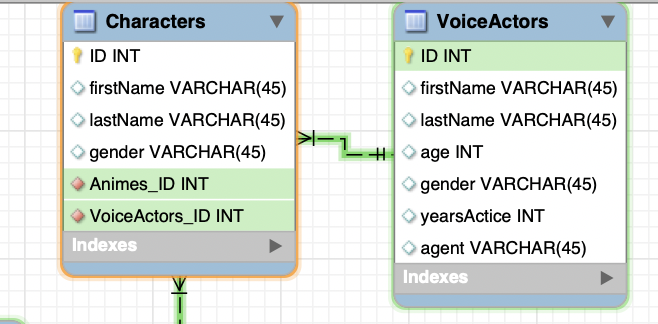 Characters
ID INT
firstName VARCHAR(45)
lastName VARCHAR(45)
gender VARCHAR(45)
Animes_ID INT
VoiceActors_ID INT
Indexes
VoiceActors
ID INT
firstName VARCHAR(45)
lastName VARCHAR(45)
age INT
gender VARCHAR(45)
yearsActice INT
agent VARCHAR(45)
Indexes